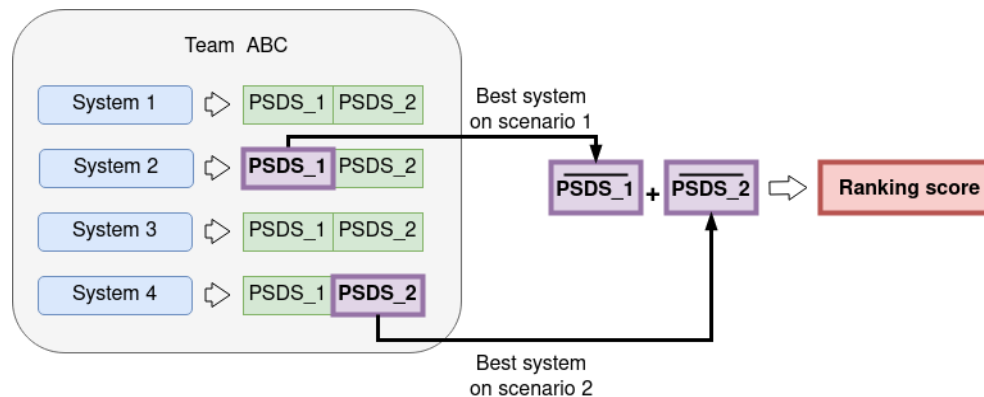 Team ABC
System 1
PSDS_1
PSDS_2
System 2
PSDS_1
PSDS_2
System 3
PSDS_1
PSDS_2
System 4
PSDS_1
PSDS_2
Best system
on scenario 1
PSDS_1
+
PSDS_2
Ranking score
Best system
on scenario 2